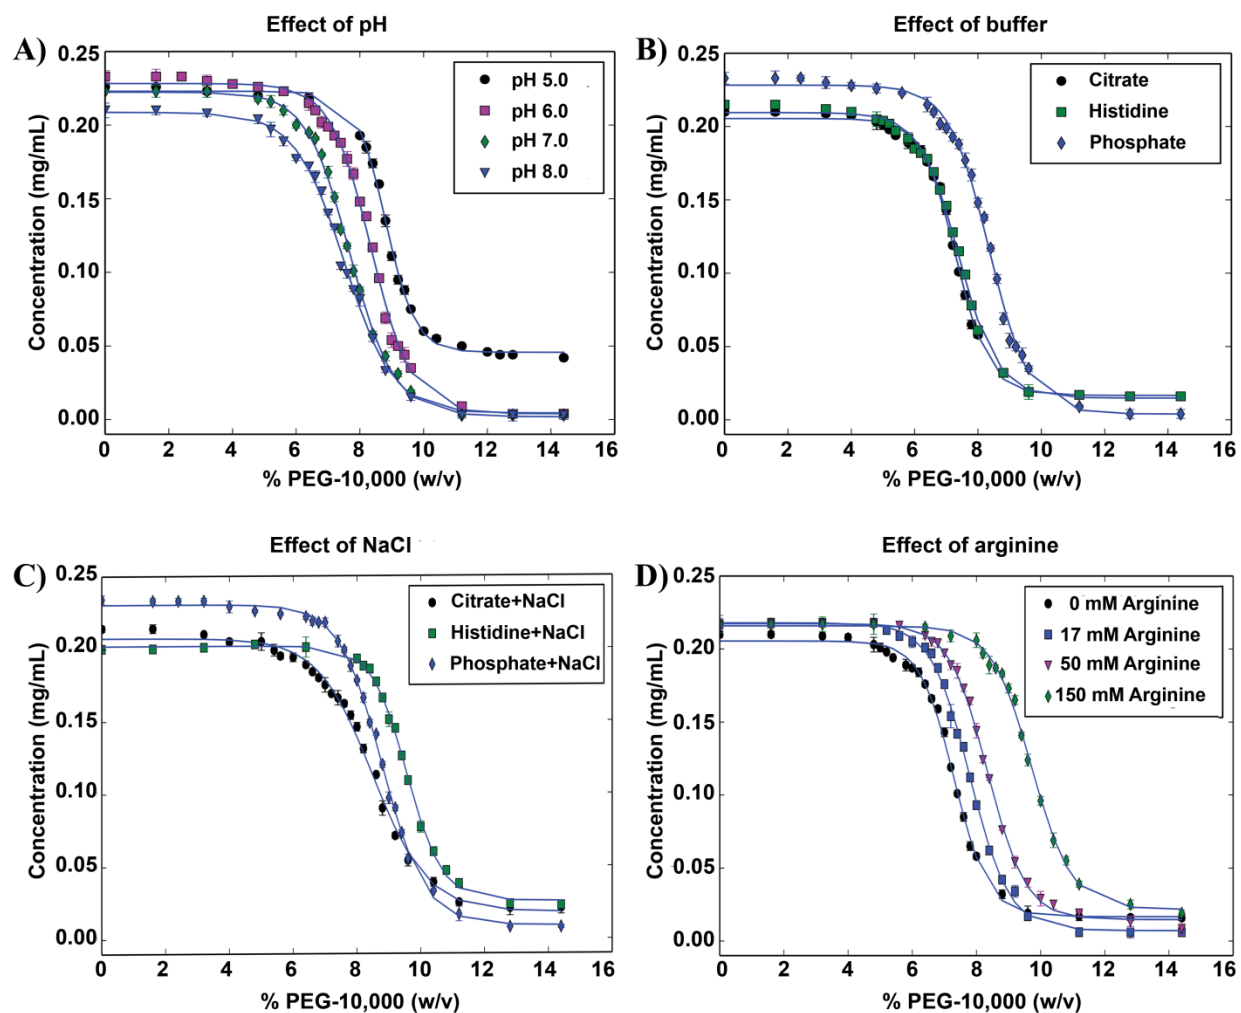 Effect of pH
A)
0.25
0.20
0.15
0.10
0.05
0.00
Concentration (mg/mL)
pH 5.0
pH 6.0
pH 7.0
pH 8.0
0 2 4 6 8 10 12 14 16
% PEG-10,000 (w/v)
Effect of buffer
B)
0.25
0.20
0.15
0.10
0.05
0.00
Concentration (mg/mL)
Citrate
Histidine
Phosphate
0 2 4 6 8 10 12 14 16
% PEG-10,000 (w/v)
Effect of NaCl
C)
0.25
0.20
0.15
0.10
0.05
0.00
Concentration (mg/mL)
Citrate+NaCl
Histidine+NaCl
Phosphate+NaCl
0 2 4 6 8 10 12 14 16
% PEG-10,000 (w/v)
Effect of arginine
D)
0.25
0.20
0.15
0.10
0.05
0.00
Concentration (mg/mL)
0 mM Arginine
17 mM Arginine
50 mM Arginine
150 mM Arginine
0 2 4 6 8 10 12 14 16
% PEG-10,000 (w/v)